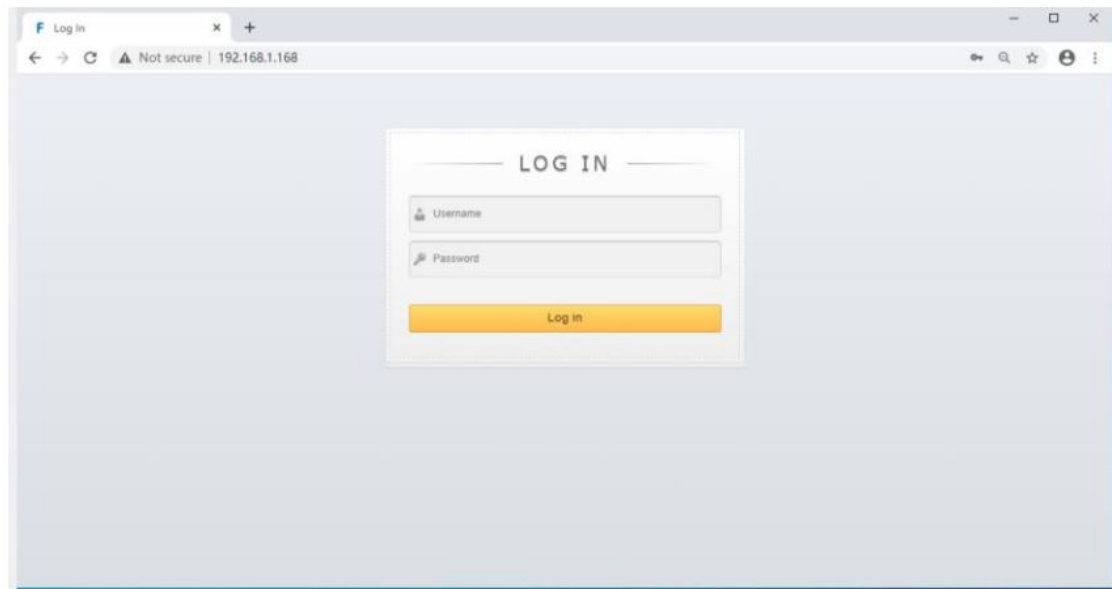 F Log In
Not secure | 192.168.1.168
LOG IN
Username
Password
Log in